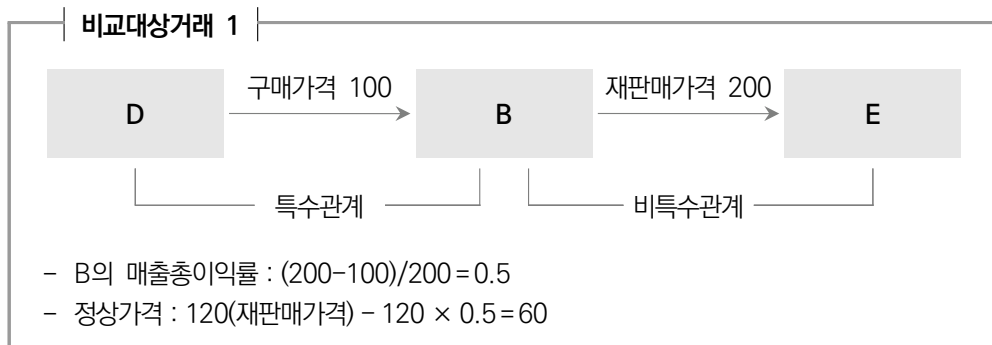 비교대상거래 1
D
구매가격 100
B
재판매가격 200
E
특수관계
비특수관계
- B의 매출총이익률 : (200-100)/200=0.5
- 정상가격 : 120(재판매가격) - 120 × 0.5=60